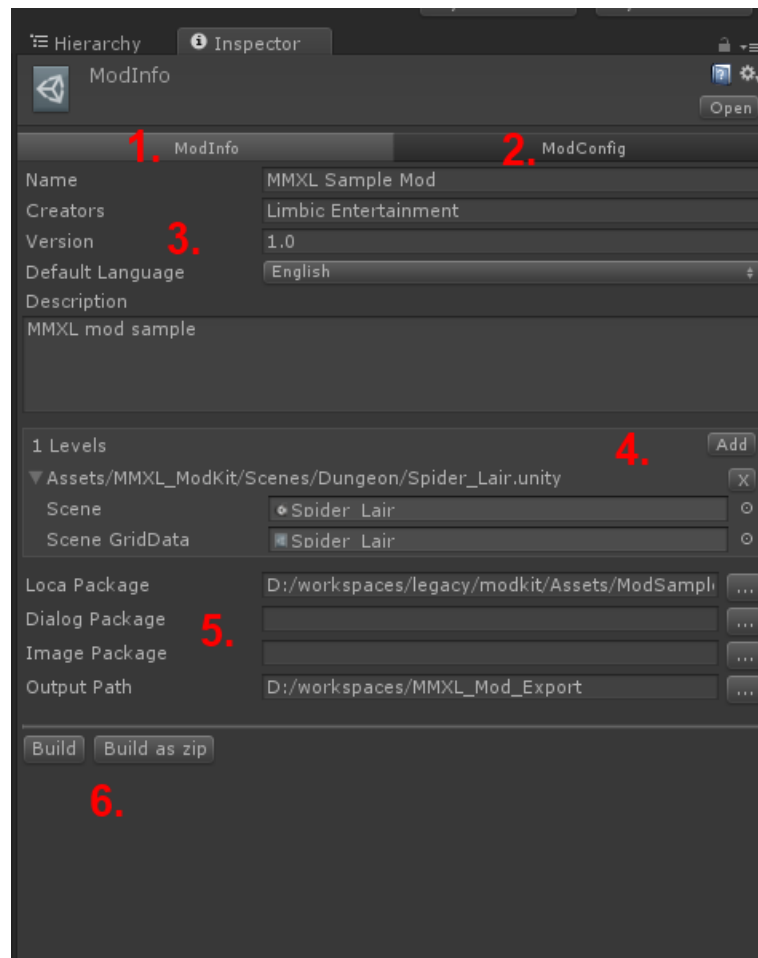 Hierarchy Inspector
ModInfo
Open
1. ModInfo 2. ModConfig
Name MMXL Sample Mod
Creators Limbic Entertainment
Version 3. 1.0
Default Language English
Description
MMXL mod sample
1 Levels 4. Add
Assets/MMXL_ModKit/Scenes/Dungeon/Spider_Lair.unity X
Scene Spider_Lair
Scene GridData Spider_Lair
Loca Package D:/workspaces/legacy/modkit/Assets/ModSampl ...
Dialog Package 5. ...
Image Package ...
Output Path D:/workspaces/MMXL_Mod_Export ...
Build Build as zip
6.